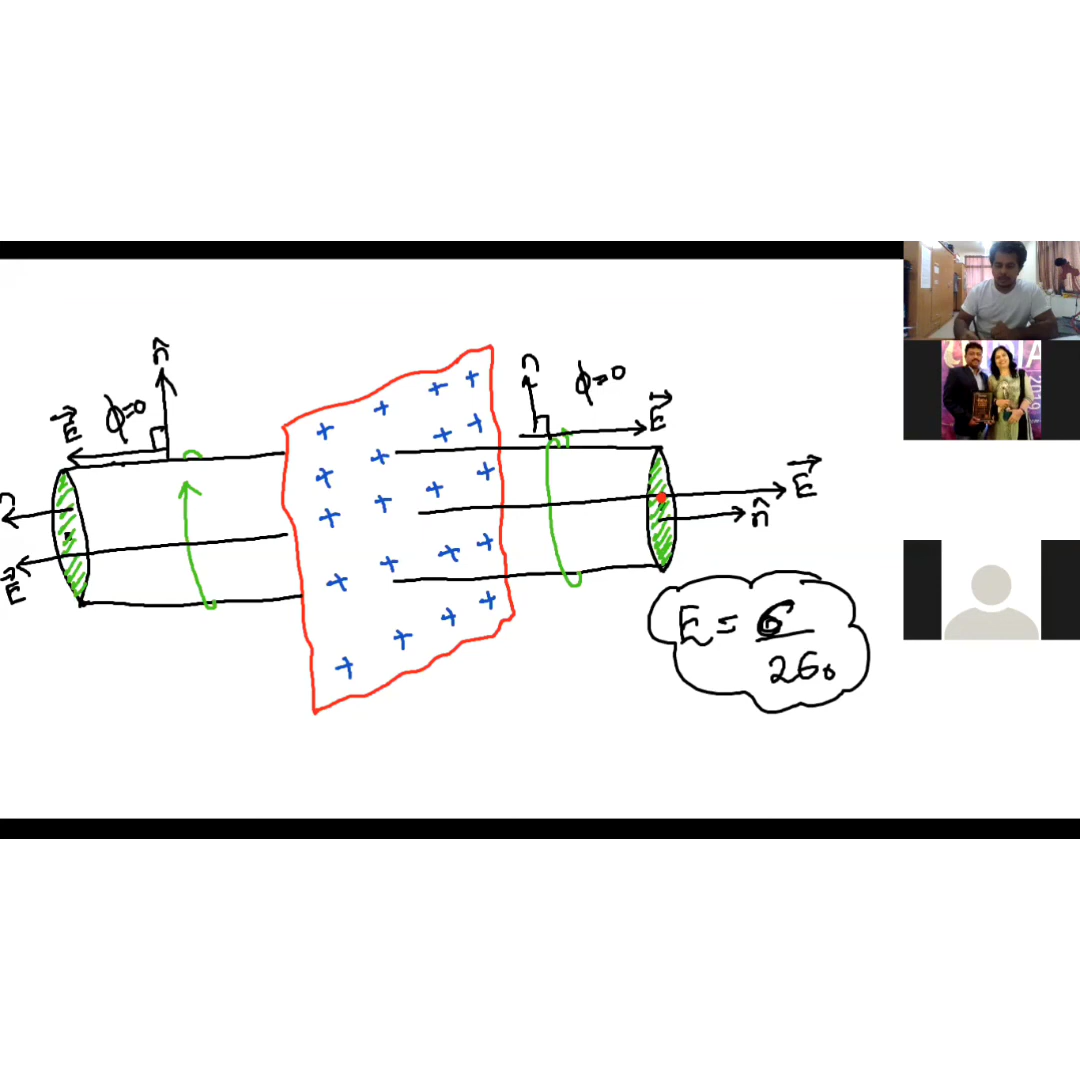 n̂
E⃗
ϕ=0
n̂
E⃗
n
ϕ=0
E⃗
E⃗
n̂
E = σ
2ϵ₀
+ + + + + + + + + + + + + + + + + + + +